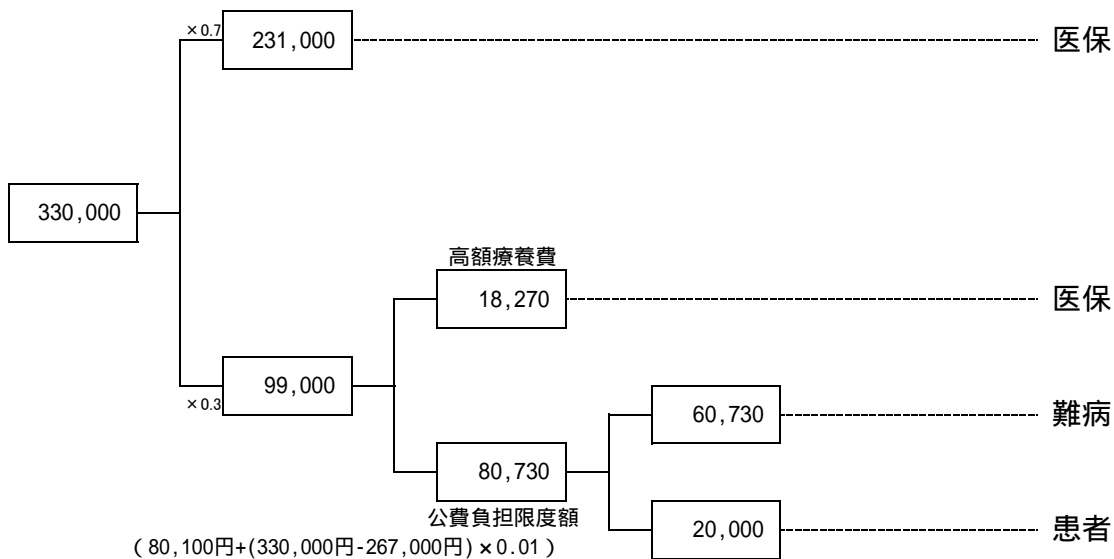 ×0.7
231,000
医保
330,000
高額療養費
18,270
医保
×0.3
99,000
60,730
難病
80,730
公費負担限度額
20,000
患者
(80,100円+(330,000円-267,000円)×0.01)